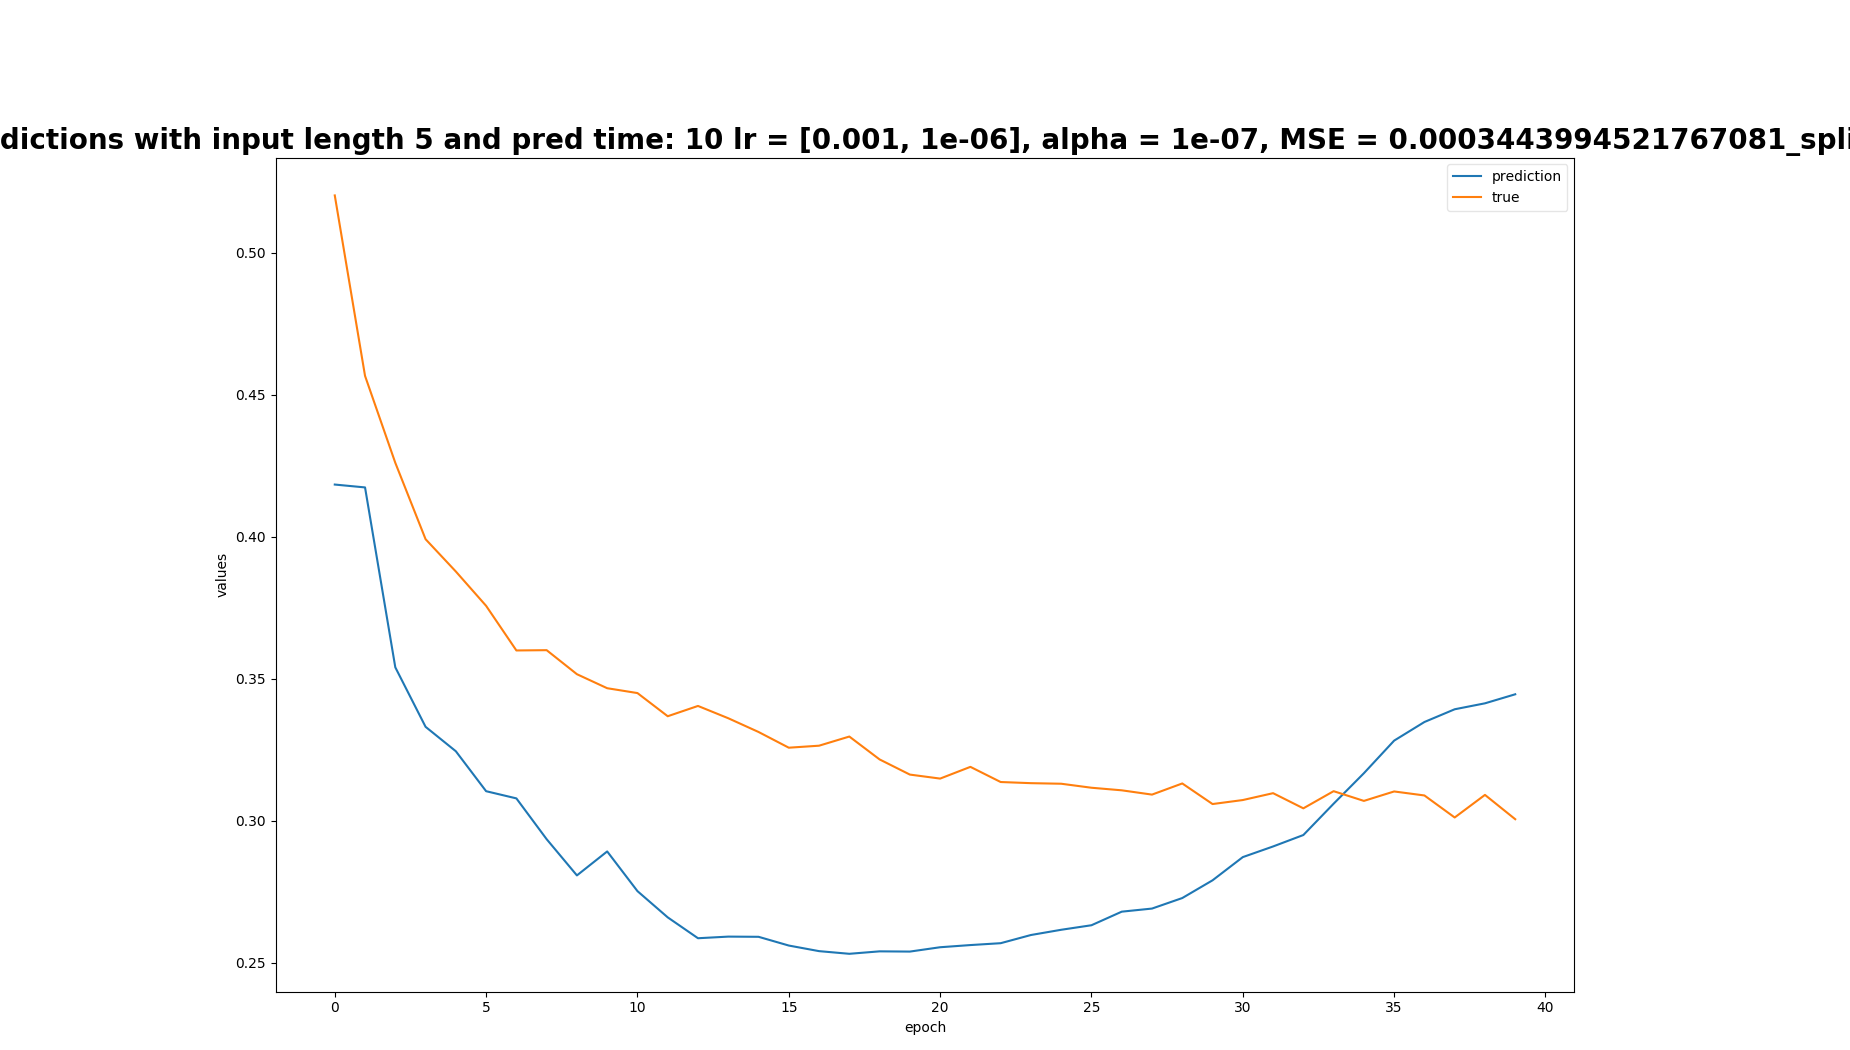 dictions with input length 5 and pred time: 10 lr = [0.001, 1e-06], alpha = 1e-07, MSE = 0.0003443994521767081_spli
prediction
true
0.50
0.45
0.40
0.35
0.30
0.25
values
0 5 10 15 20 25 30 35 40
epoch